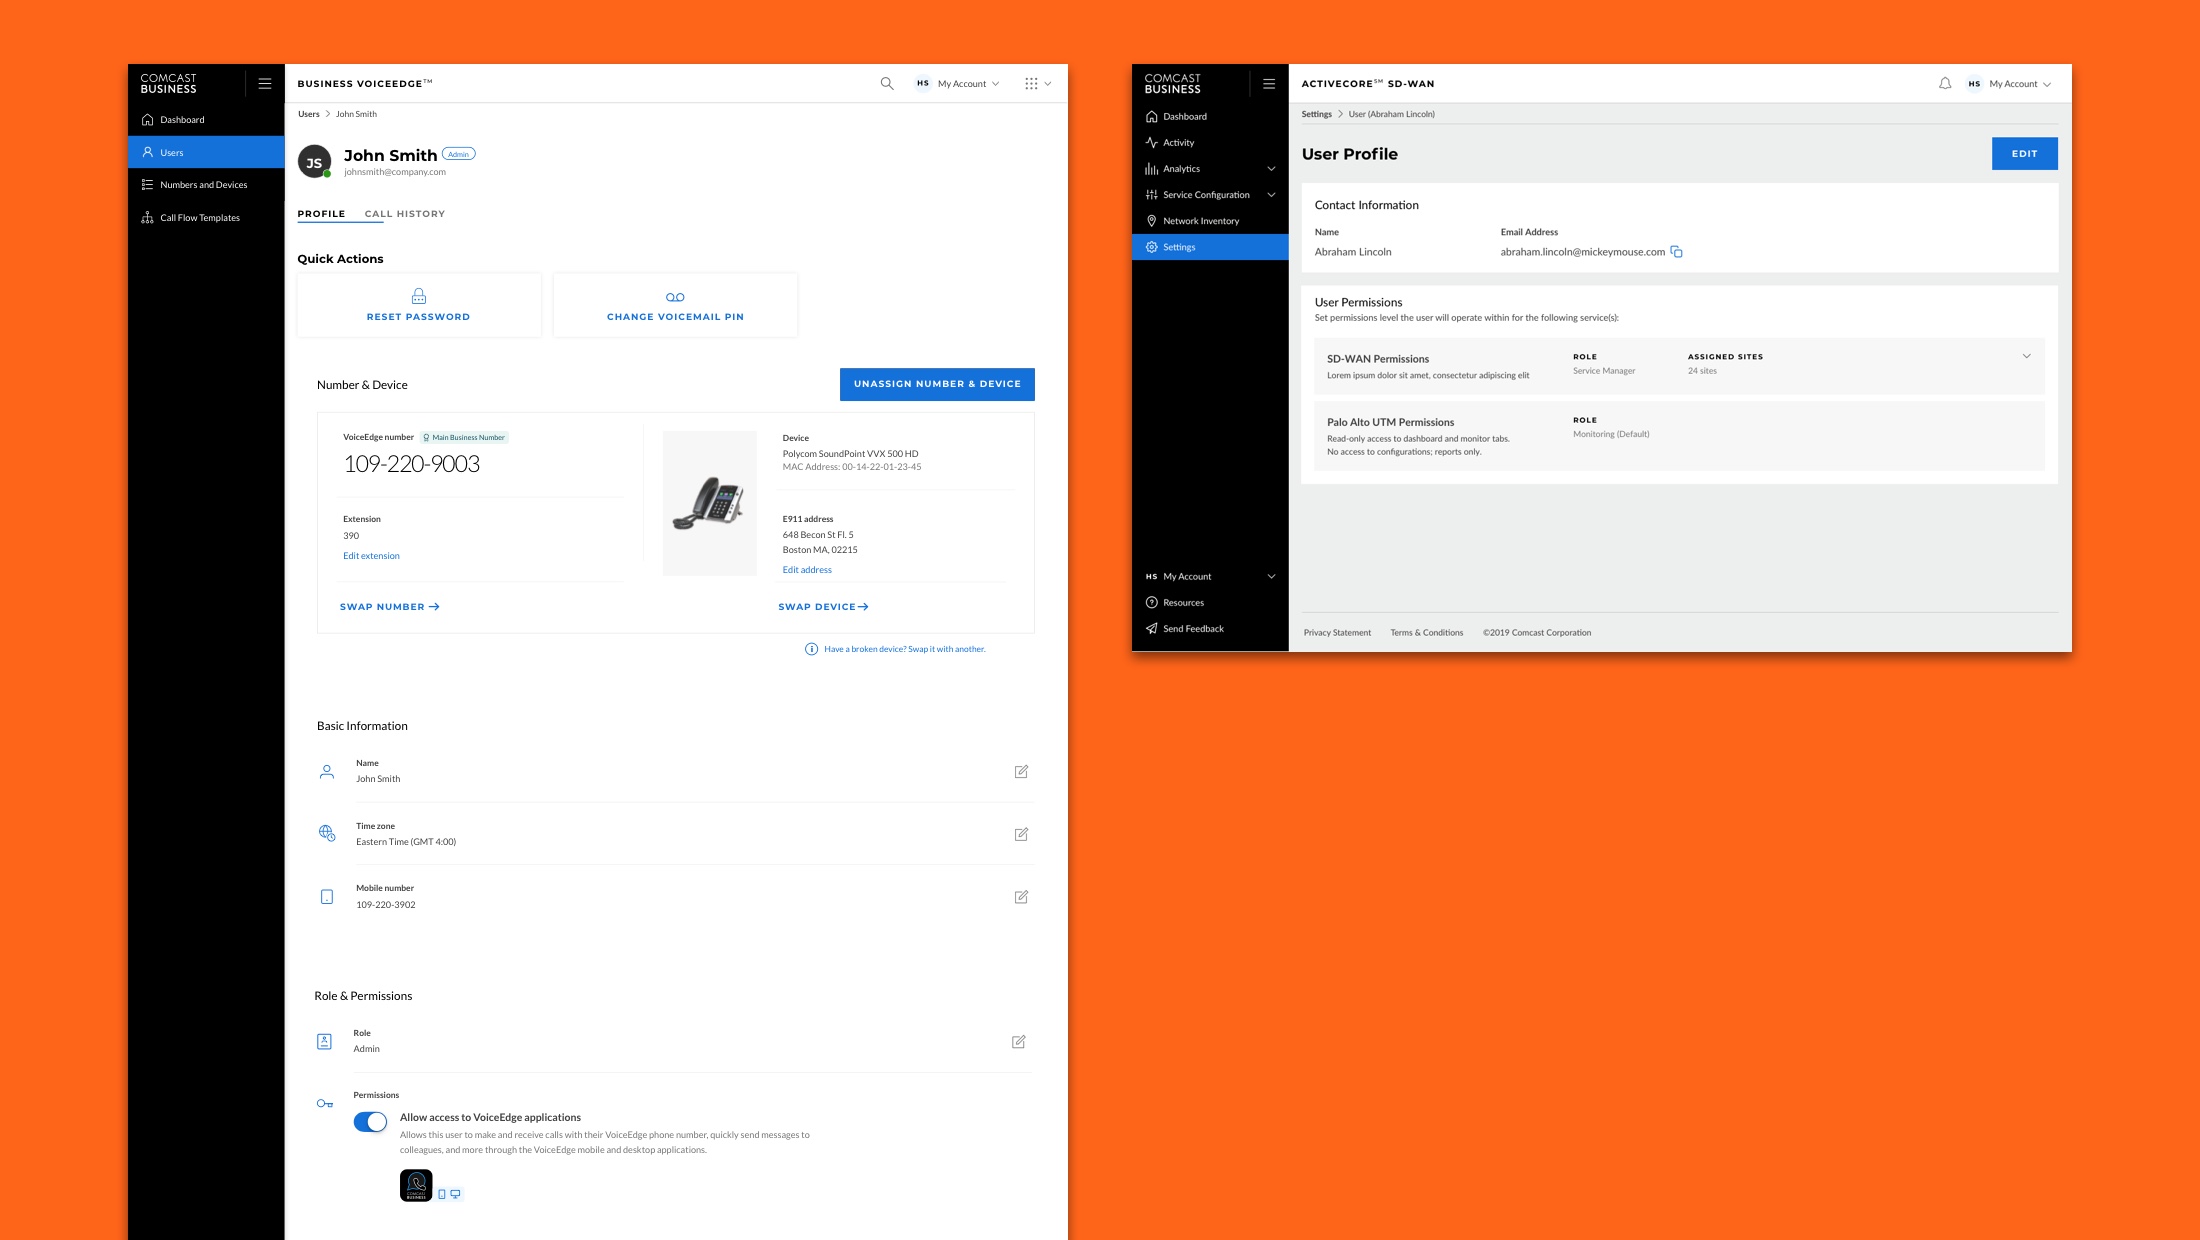 COMCAST
BUSINESS
BUSINESS VOICEEDGE™
HS My Account
Dashboard
Users
Numbers and Devices
Call Flow Templates
Users > John Smith
JS
John Smith Admin
johnsmith@company.com
PROFILE CALL HISTORY
Quick Actions
RESET PASSWORD
CHANGE VOICEMAIL PIN
Number & Device
UNASSIGN NUMBER & DEVICE
VoiceEdge number Main Business Number
109-220-9003
Extension
390
Edit extension
SWAP NUMBER →
Device
Polycom SoundPoint VVX 500 HD
MAC Address: 00-14-22-01-23-45
E911 address
648 Becon St Fl. 5
Boston MA, 02215
Edit address
SWAP DEVICE →
Have a broken device? Swap it with another.
Basic Information
Name
John Smith
Time zone
Eastern Time (GMT 4:00)
Mobile number
109-220-3902
Role & Permissions
Role
Admin
Permissions
Allow access to VoiceEdge applications
Allows this user to make and receive calls with their VoiceEdge phone number, quickly send messages to
colleagues, and more through the VoiceEdge mobile and desktop applications.
COMCAST
BUSINESS
COMCAST
BUSINESS
ACTIVECORE℠ SD-WAN
HS My Account
Dashboard
Activity
Analytics
Service Configuration
Network Inventory
Settings
HS My Account
Resources
Send Feedback
Settings > User (Abraham Lincoln)
User Profile
EDIT
Contact Information
Name
Abraham Lincoln
Email Address
abraham.lincoln@mickeymouse.com
User Permissions
Set permissions level the user will operate within for the following service(s):
SD-WAN Permissions
Lorem ipsum dolor sit amet, consectetur adipiscing elit
ROLE
Service Manager
ASSIGNED SITES
24 sites
Palo Alto UTM Permissions
Read-only access to dashboard and monitor tabs.
No access to configurations; reports only.
ROLE
Monitoring (Default)
Privacy Statement Terms & Conditions ©2019 Comcast Corporation